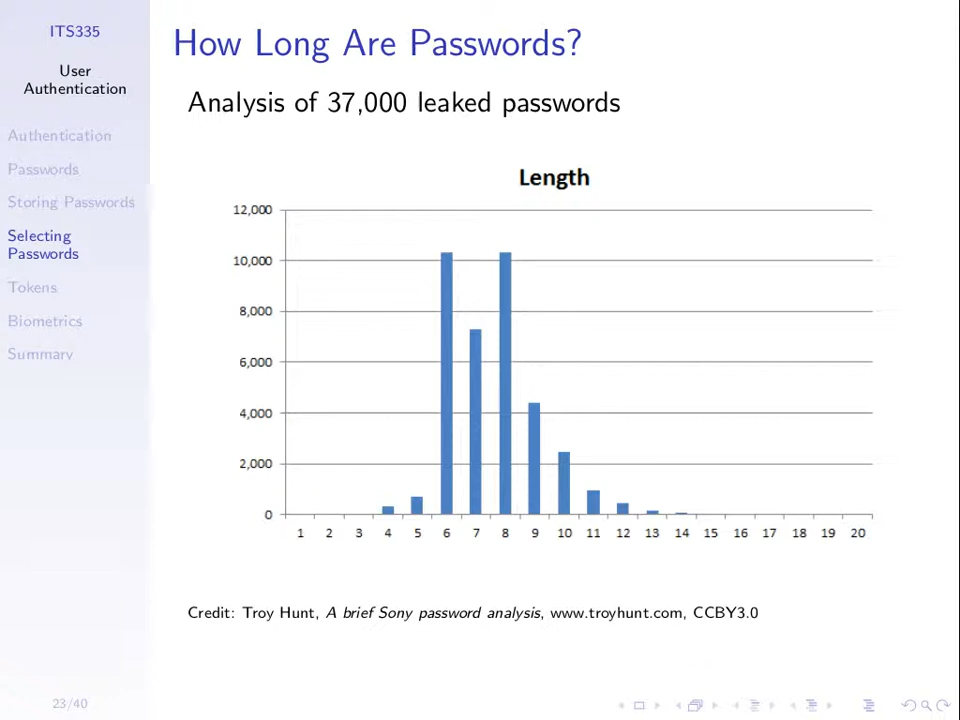 ITS335
User
Authentication
Authentication
Passwords
Storing Passwords
Selecting
Passwords
Tokens
Biometrics
Summary
23/40
How Long Are Passwords?
Analysis of 37,000 leaked passwords
Length
12,000
10,000
8,000
6,000
4,000
2,000
0
1 2 3 4 5 6 7 8 9 10 11 12 13 14 15 16 17 18 19 20
Credit: Troy Hunt, A brief Sony password analysis, www.troyhunt.com, CCBY3.0